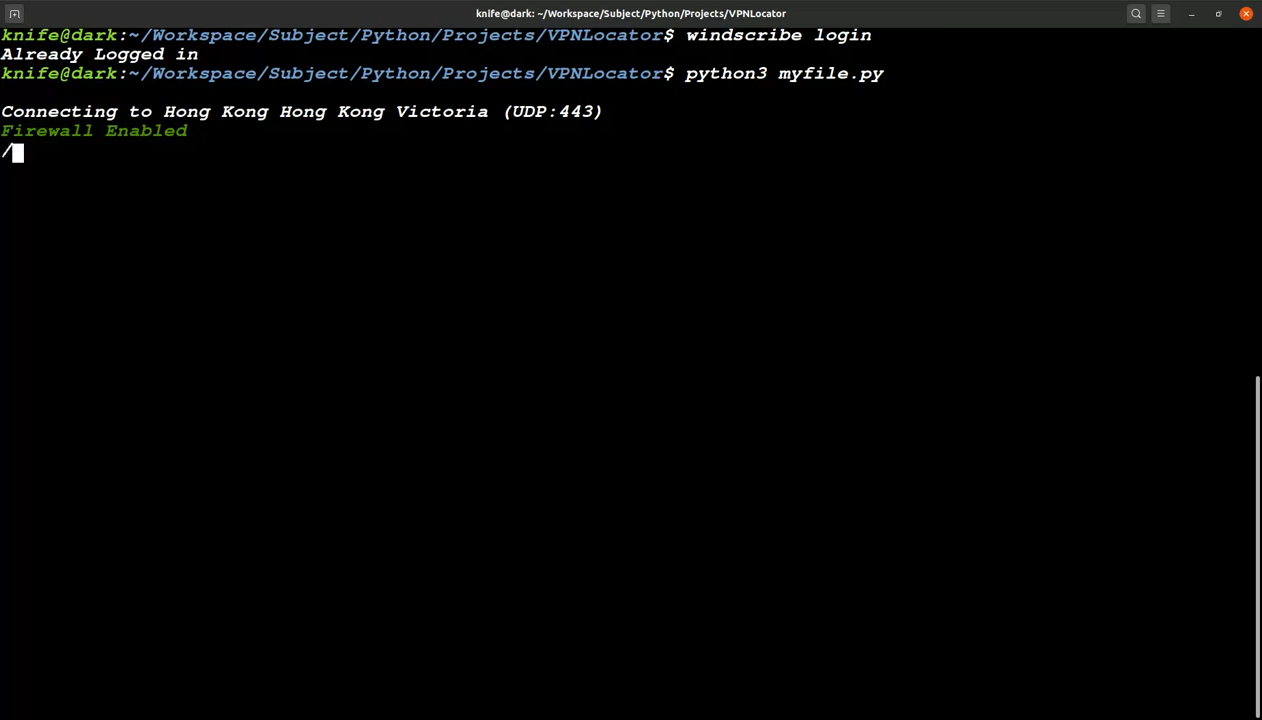 knife@dark: ~/Workspace/Subject/Python/Projects/VPNLocator
knife@dark:~/Workspace/Subject/Python/Projects/VPNLocator$ windscribe login
Already Logged in
knife@dark:~/Workspace/Subject/Python/Projects/VPNLocator$ python3 myfile.py
Connecting to Hong Kong Hong Kong Victoria (UDP:443)
Firewall Enabled
/